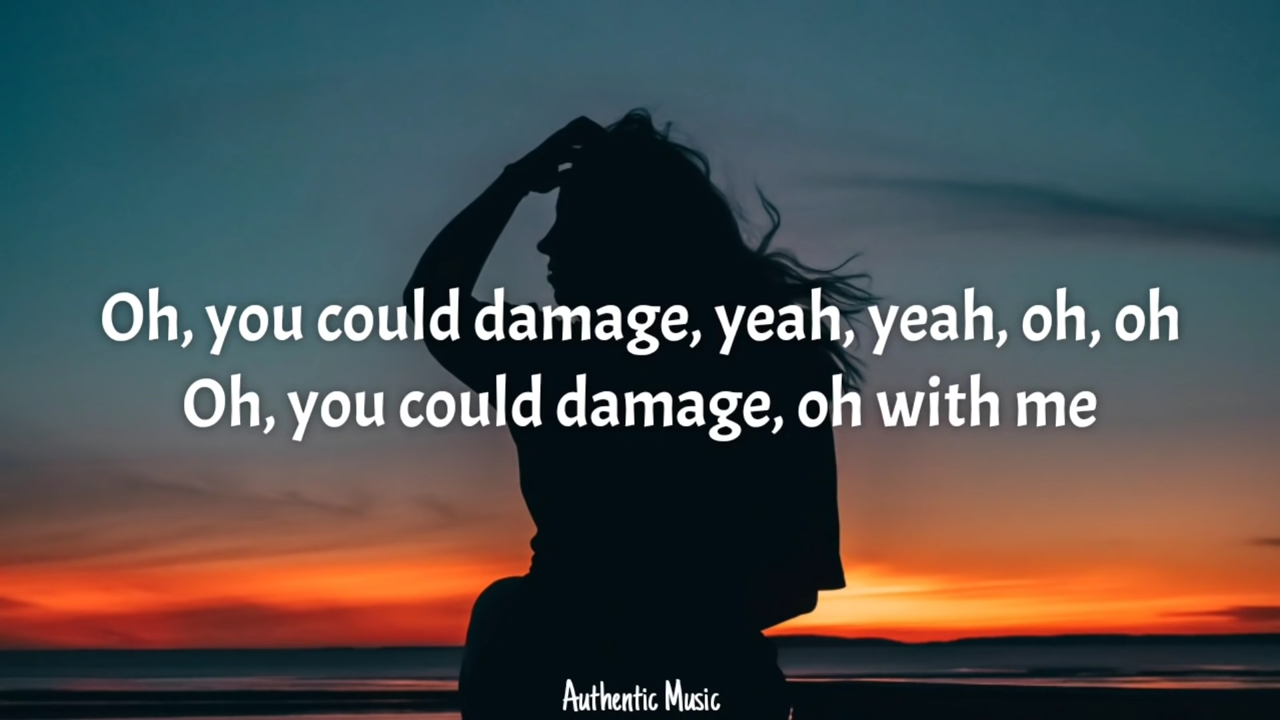 Oh, you could damage, yeah, yeah, oh, oh
Oh, you could damage, oh with me
Authentic Music